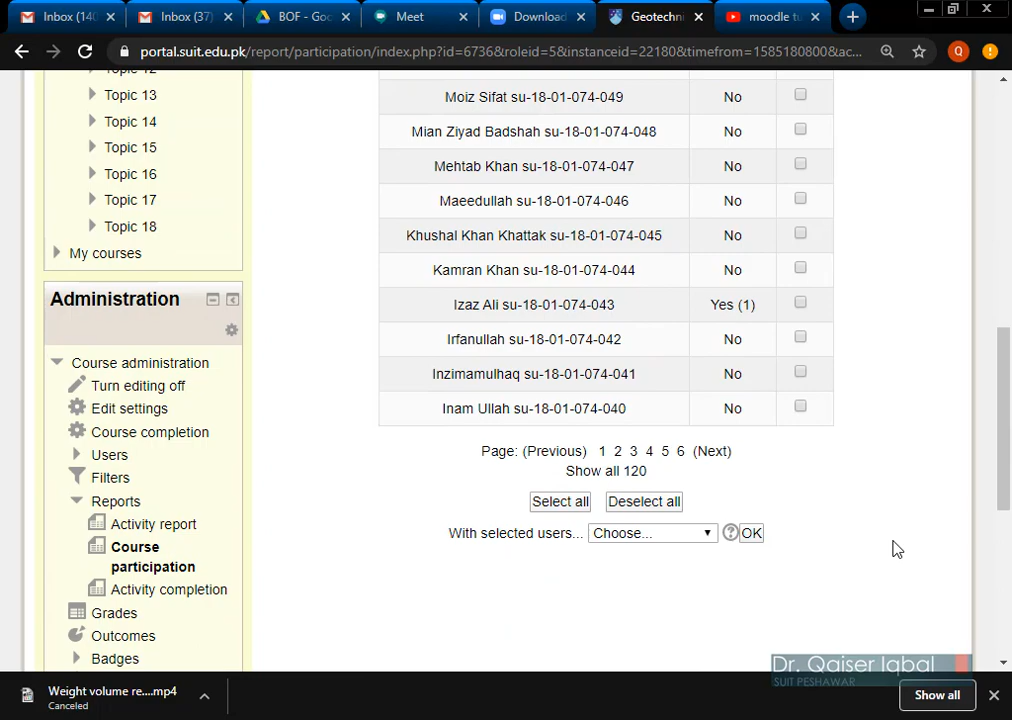 Inbox (140
Inbox (37)
BOF - Goo
Meet
Download
Geotechni
moodle tu
portal.suit.edu.pk/report/participation/index.php?id=6736&roleid=5&instanceid=22180&timefrom=1585180800&ac...
Q
Topic 12
Topic 13
Topic 14
Topic 15
Topic 16
Topic 17
Topic 18
My courses
Administration
Course administration
Turn editing off
Edit settings
Course completion
Users
Filters
Reports
Activity report
Course
participation
Activity completion
Grades
Outcomes
Badges
Moiz Sifat su-18-01-074-049 No
Mian Ziyad Badshah su-18-01-074-048 No
Mehtab Khan su-18-01-074-047 No
Maeedullah su-18-01-074-046 No
Khushal Khan Khattak su-18-01-074-045 No
Kamran Khan su-18-01-074-044 No
Izaz Ali su-18-01-074-043 Yes (1)
Irfanullah su-18-01-074-042 No
Inzimamulhaq su-18-01-074-041 No
Inam Ullah su-18-01-074-040 No
Page: (Previous) 1 2 3 4 5 6 (Next)
Show all 120
Select all Deselect all
With selected users... Choose... ? OK
Dr. Qaiser Iqbal
SUIT PESHAWAR
Weight volume re....mp4
Canceled
Show all